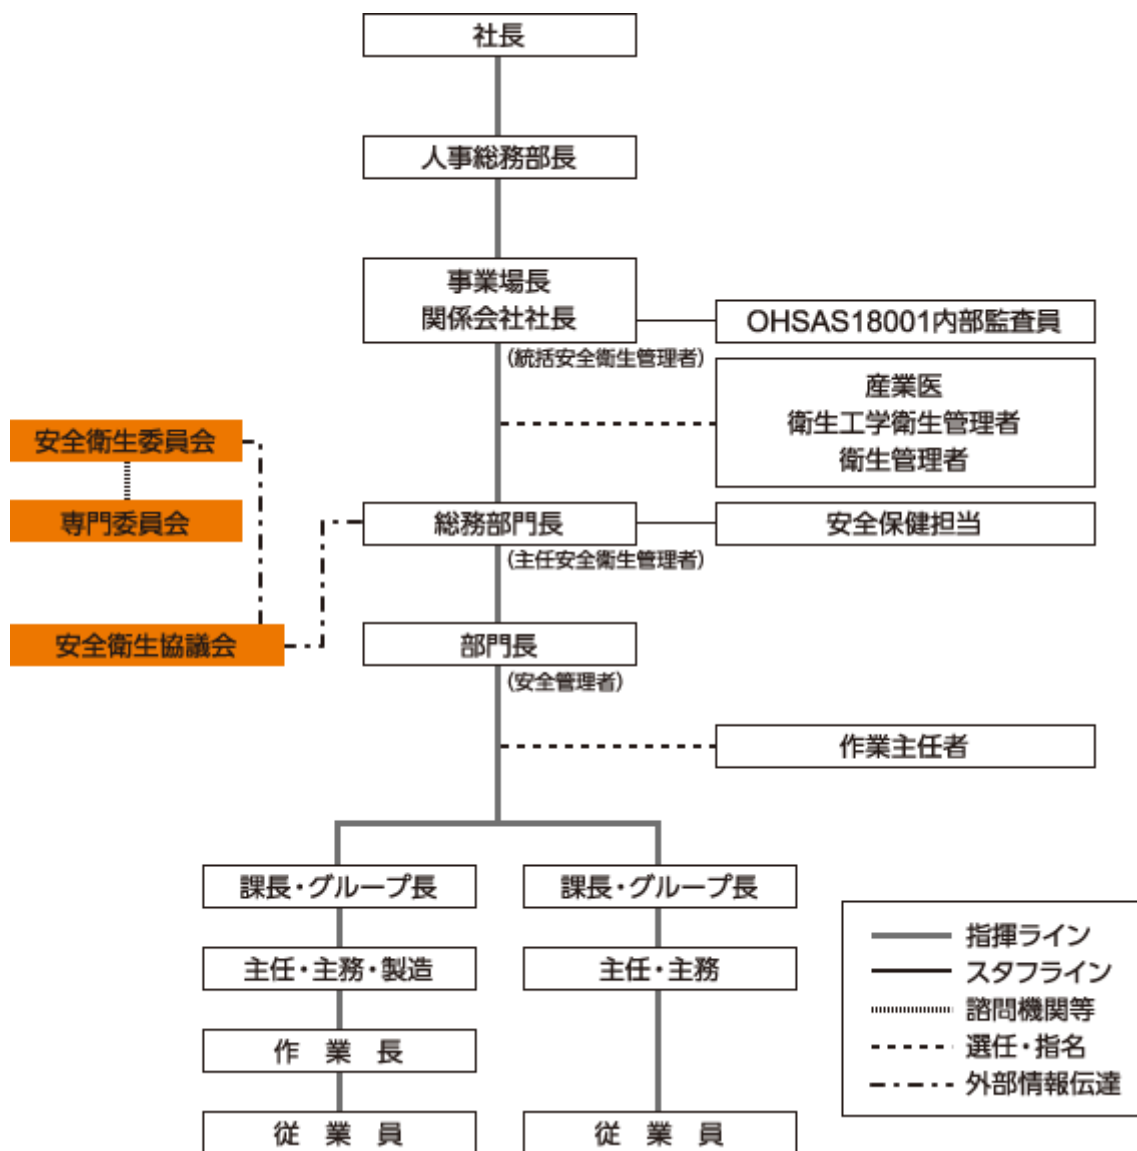 社長
人事総務部長
事業場長
関係会社社長
(統括安全衛生管理者)
OHSAS18001内部監査員
産業医
衛生工学衛生管理者
衛生管理者
安全衛生委員会
専門委員会
安全衛生協議会
総務部門長
(主任安全衛生管理者)
安全保健担当
部門長
(安全管理者)
作業主任者
課長・グループ長
主任・主務・製造
作 業 長
従 業 員
課長・グループ長
主任・主務
従 業 員
指揮ライン
スタフライン
諮問機関等
選任・指名
外部情報伝達